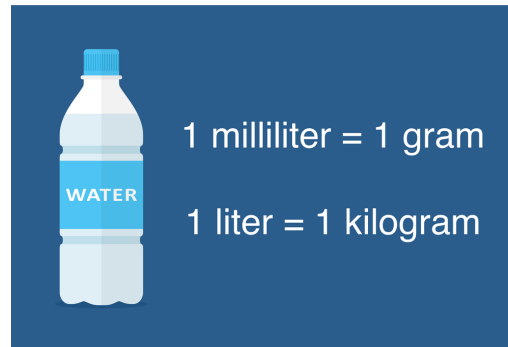 1 milliliter = 1 gram
WATER
1 liter = 1 kilogram